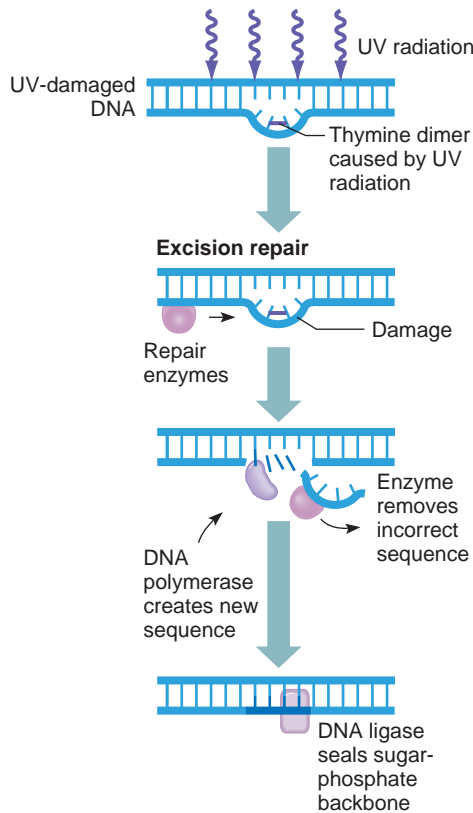 UV radiation
UV-damaged
DNA
Thymine dimer
caused by UV
radiation
Excision repair
Damage
Repair
enzymes
Enzyme
removes
incorrect
sequence
DNA
polymerase
creates new
sequence
DNA ligase
seals sugar-
phosphate
backbone